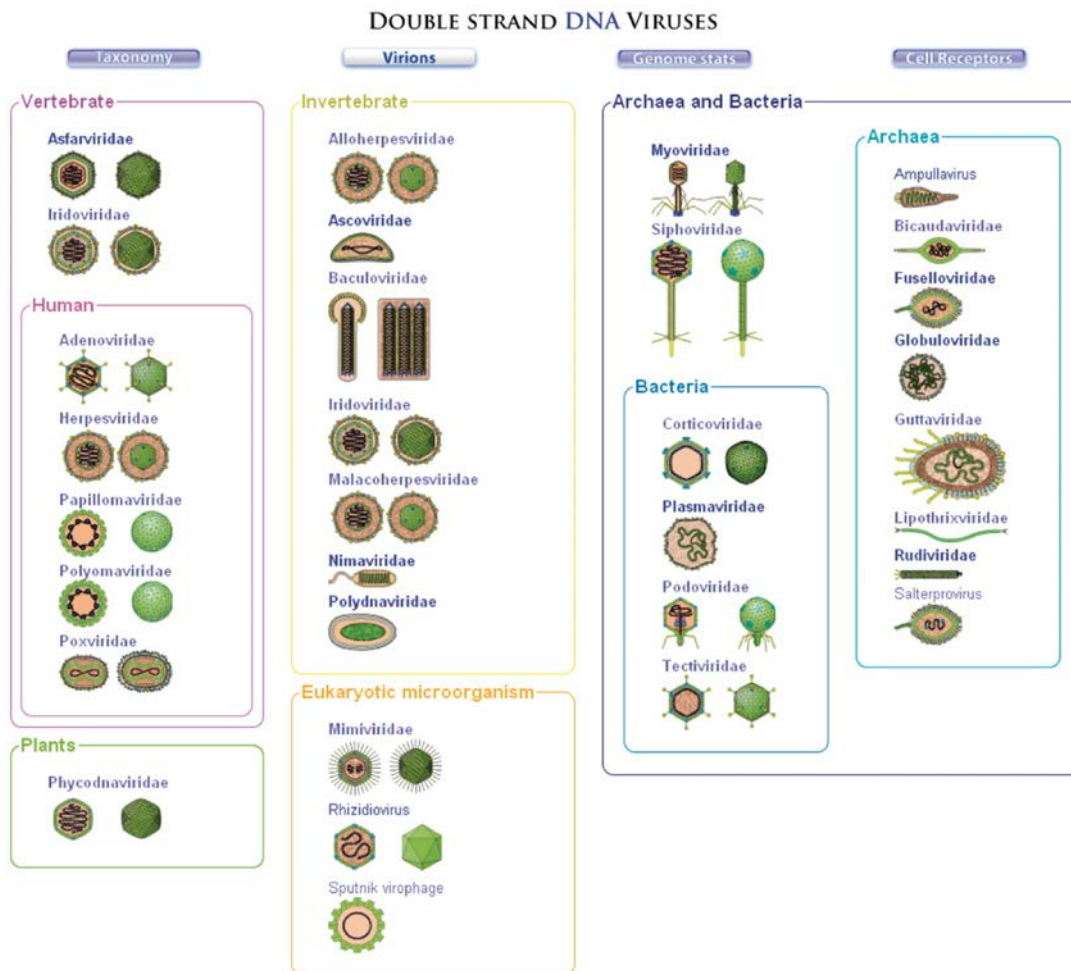 DOUBLE STRAND DNA VIRUSES
Taxonomy
Virions
Genome stats
Cell Receptors
Vertebrate
Asfarviridae
Iridoviridae
Human
Adenoviridae
Herpesviridae
Papillomaviridae
Polyomaviridae
Poxviridae
Plants
Phycodnaviridae
Invertebrate
Alloherpesviridae
Ascoviridae
Baculoviridae
Iridoviridae
Malacoherpesviridae
Nimaviridae
Polydnaviridae
Eukaryotic microorganism
Mimiviridae
Rhizidiovirus
Sputnik virophage
Archaea and Bacteria
Myoviridae
Siphoviridae
Bacteria
Corticoviridae
Plasmaviridae
Podoviridae
Tectiviridae
Archaea
Ampullavirus
Bicaudaviridae
Fuselloviridae
Globuloviridae
Guttaviridae
Lipothrixviridae
Rudiviridae
Salterprovirus